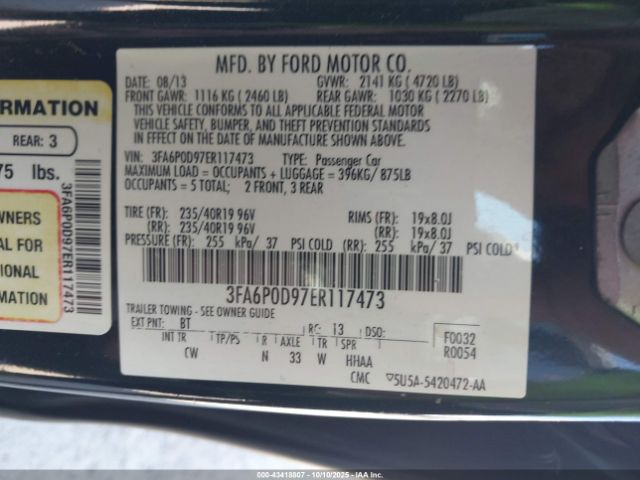 ORMATION
REAR: 3
75 lbs.
OWNERS
AL FOR
IONAL
MATION
3FA6P0D97ER117473
MFD. BY FORD MOTOR CO.
DATE: 08/13 GVWR: 2141 KG ( 4720 LB)
FRONT GAWR: 1116 KG ( 2460 LB) REAR GAWR: 1030 KG ( 2270 LB)
THIS VEHICLE CONFORMS TO ALL APPLICABLE FEDERAL MOTOR
VEHICLE SAFETY, BUMPER, AND THEFT PREVENTION STANDARDS
IN EFFECT ON THE DATE OF MANUFACTURE SHOWN ABOVE.
VIN: 3FA6P0D97ER117473 TYPE: Passenger Car
MAXIMUM LOAD = OCCUPANTS + LUGGAGE = 396KG/ 875LB
OCCUPANTS = 5 TOTAL; 2 FRONT, 3 REAR
TIRE (FR): 235/40R19 96V RIMS (FR): 19x8.0J
(RR): 235/40R19 96V (RR): 19x8.0J
PRESSURE (FR): 255 kPa/ 37 PSI COLD (RR): 255 kPa/ 37 PSI COLD
3FA6P0D97ER117473
TRAILER TOWING - SEE OWNER GUIDE
EXT PNT: BT RC: 13 DSO: F0032
INT TR TP/PS R AXLE TR SPR R0054
CW N 33 W HHAA
CMC ▽5U5A-5420472-AA
000-43418807 10/10/2025 Copyright IAA, Inc.